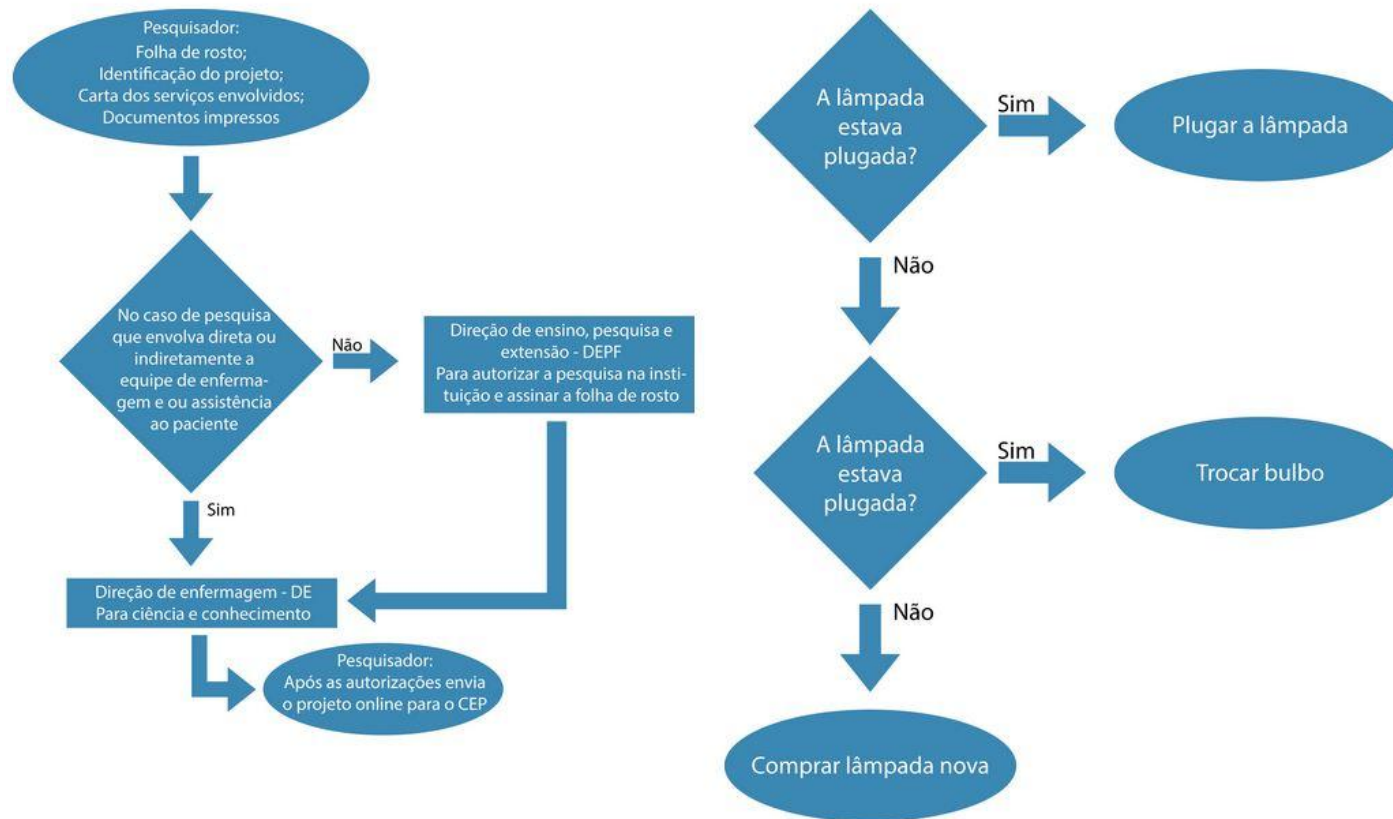 Pesquisador:
Folha de rosto;
Identificação do projeto;
Carta dos serviços envolvidos;
Documentos impressos
No caso de pesquisa
que envolva direta ou
indiretamente a
equipe de enferma-
gem e ou assistência
ao paciente
Não
Direção de ensino, pesquisa e
extensão - DEPF
Para autorizar a pesquisa na insti-
tuição e assinar a folha de rosto
Sim
Direção de enfermagem - DE
Para ciência e conhecimento
Pesquisador:
Após as autorizações envia
o projeto online para o CEP
A lâmpada
estava
plugada?
Sim
Plugar a lâmpada
Não
A lâmpada
estava
plugada?
Sim
Trocar bulbo
Não
Comprar lâmpada nova